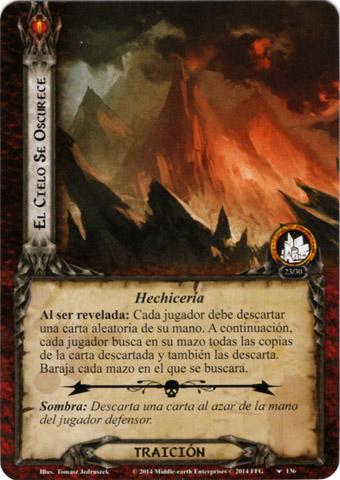 El Cielo Se Oscurece
23/30
Hechicería
Al ser revelada: Cada jugador debe descartar
una carta aleatoria de su mano. A continuación,
cada jugador busca en su mazo todas las copias
de la carta descartada y también las descarta.
Baraja cada mazo en el que se buscara.
Sombra: Descarta una carta al azar de la mano
del jugador defensor.
TRAICIÓN
Illus. Tomasz Jedruszek
© 2014 Middle-earth Enterprises © 2014 FFG
136